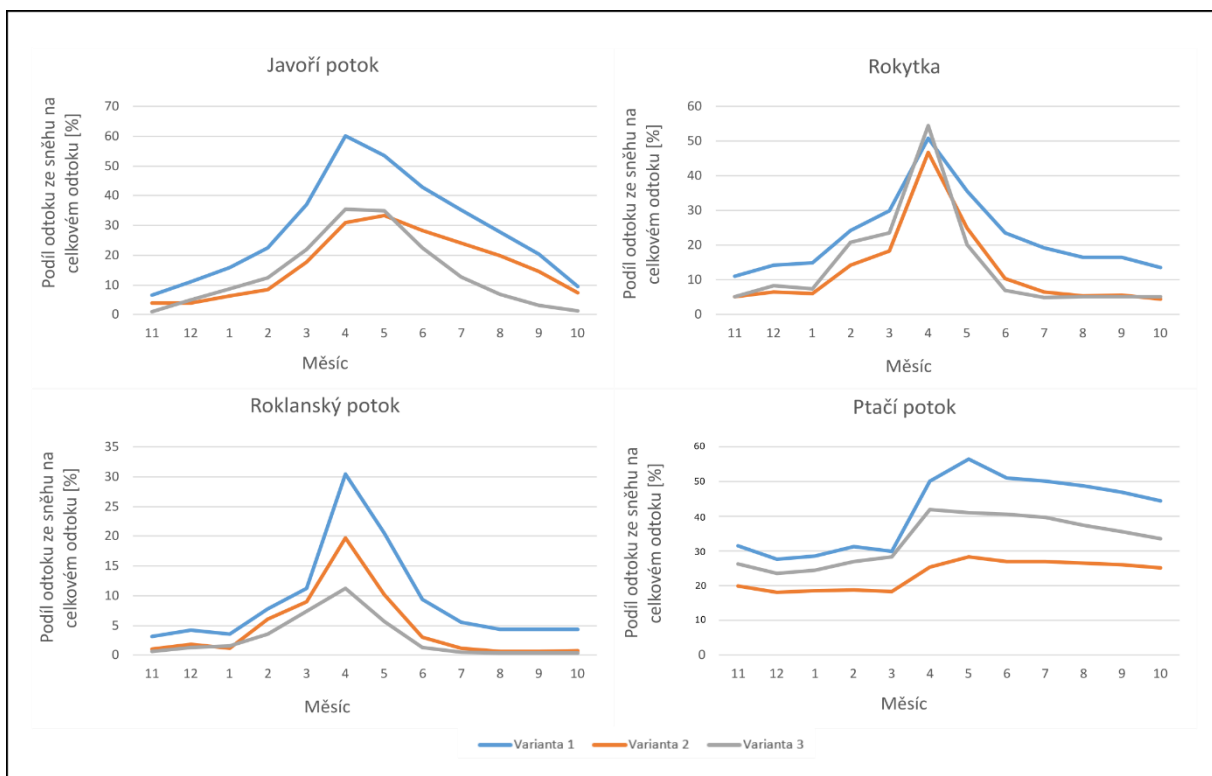 Javoří potok
Podíl odtoku ze sněhu na
celkovém odtoku [%]
70
60
50
40
30
20
10
0
11 12 1 2 3 4 5 6 7 8 9 10
Měsíc
Rokytka
Podíl odtoku ze sněhu na
celkovém odtoku [%]
60
50
40
30
20
10
0
11 12 1 2 3 4 5 6 7 8 9 10
Měsíc
Roklanský potok
Podíl odtoku ze sněhu na
celkovém odtoku [%]
35
30
25
20
15
10
5
0
11 12 1 2 3 4 5 6 7 8 9 10
Měsíc
Ptačí potok
Podíl odtoku ze sněhu na
celkovém odtoku [%]
60
50
40
30
20
10
0
11 12 1 2 3 4 5 6 7 8 9 10
Měsíc
Varianta 1 Varianta 2 Varianta 3